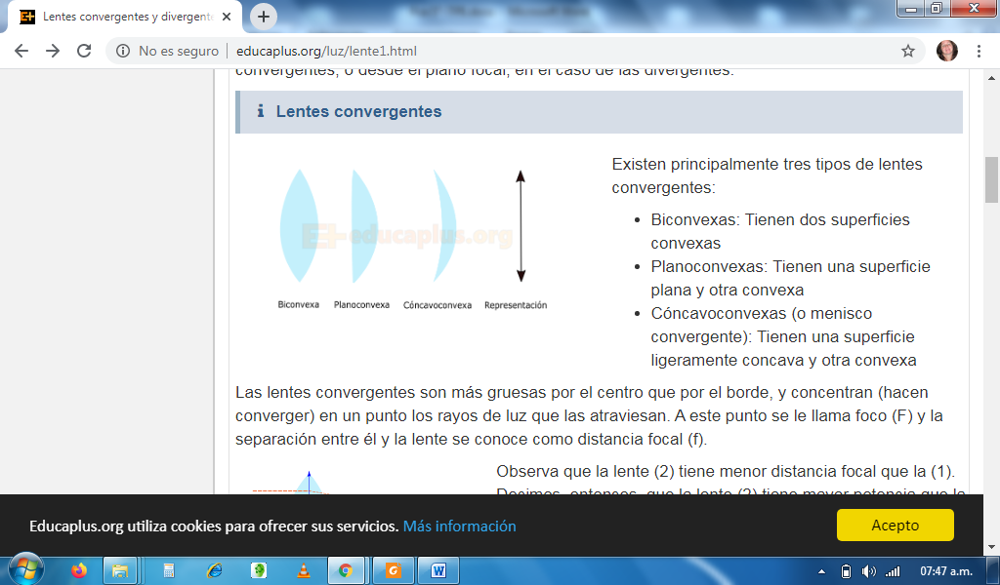 Lentes convergentes y divergente
No es seguro
educaplus.org/luz/lente1.html
convergentes, o desde el plano focal, en el caso de las divergentes.
Lentes convergentes
educaplus.org
Biconvexa
Planoconvexa
Cóncavoconvexa
Representación
Existen principalmente tres tipos de lentes
convergentes:
• Biconvexas: Tienen dos superficies
convexas
• Planoconvexas: Tienen una superficie
plana y otra convexa
• Cóncavoconvexas (o menisco
convergente): Tienen una superficie
ligeramente concava y otra convexa
Las lentes convergentes son más gruesas por el centro que por el borde, y concentran (hacen
converger) en un punto los rayos de luz que las atraviesan. A este punto se le llama foco (F) y la
separación entre él y la lente se conoce como distancia focal (f).
Observa que la lente (2) tiene menor distancia focal que la (1).
Decimos, entonces, que la lente (2) tiene mayor potencia que la
Educaplus.org utiliza cookies para ofrecer sus servicios. Más información
Acepto
07:47 a.m.